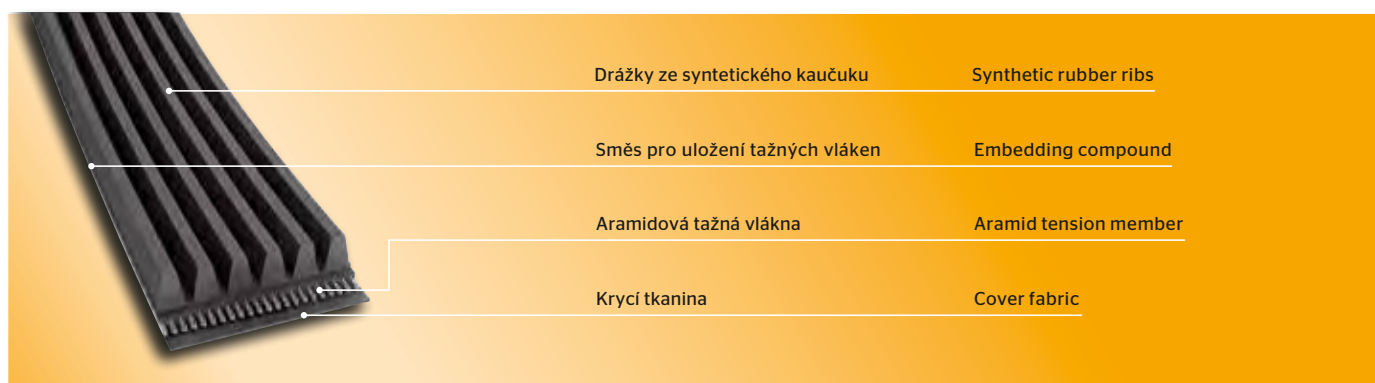 Drážky ze syntetického kaučuku Synthetic rubber ribs
Směs pro uložení tažných vláken Embedding compound
Aramidová tažná vlákna Aramid tension member
Krycí tkanina Cover fabric